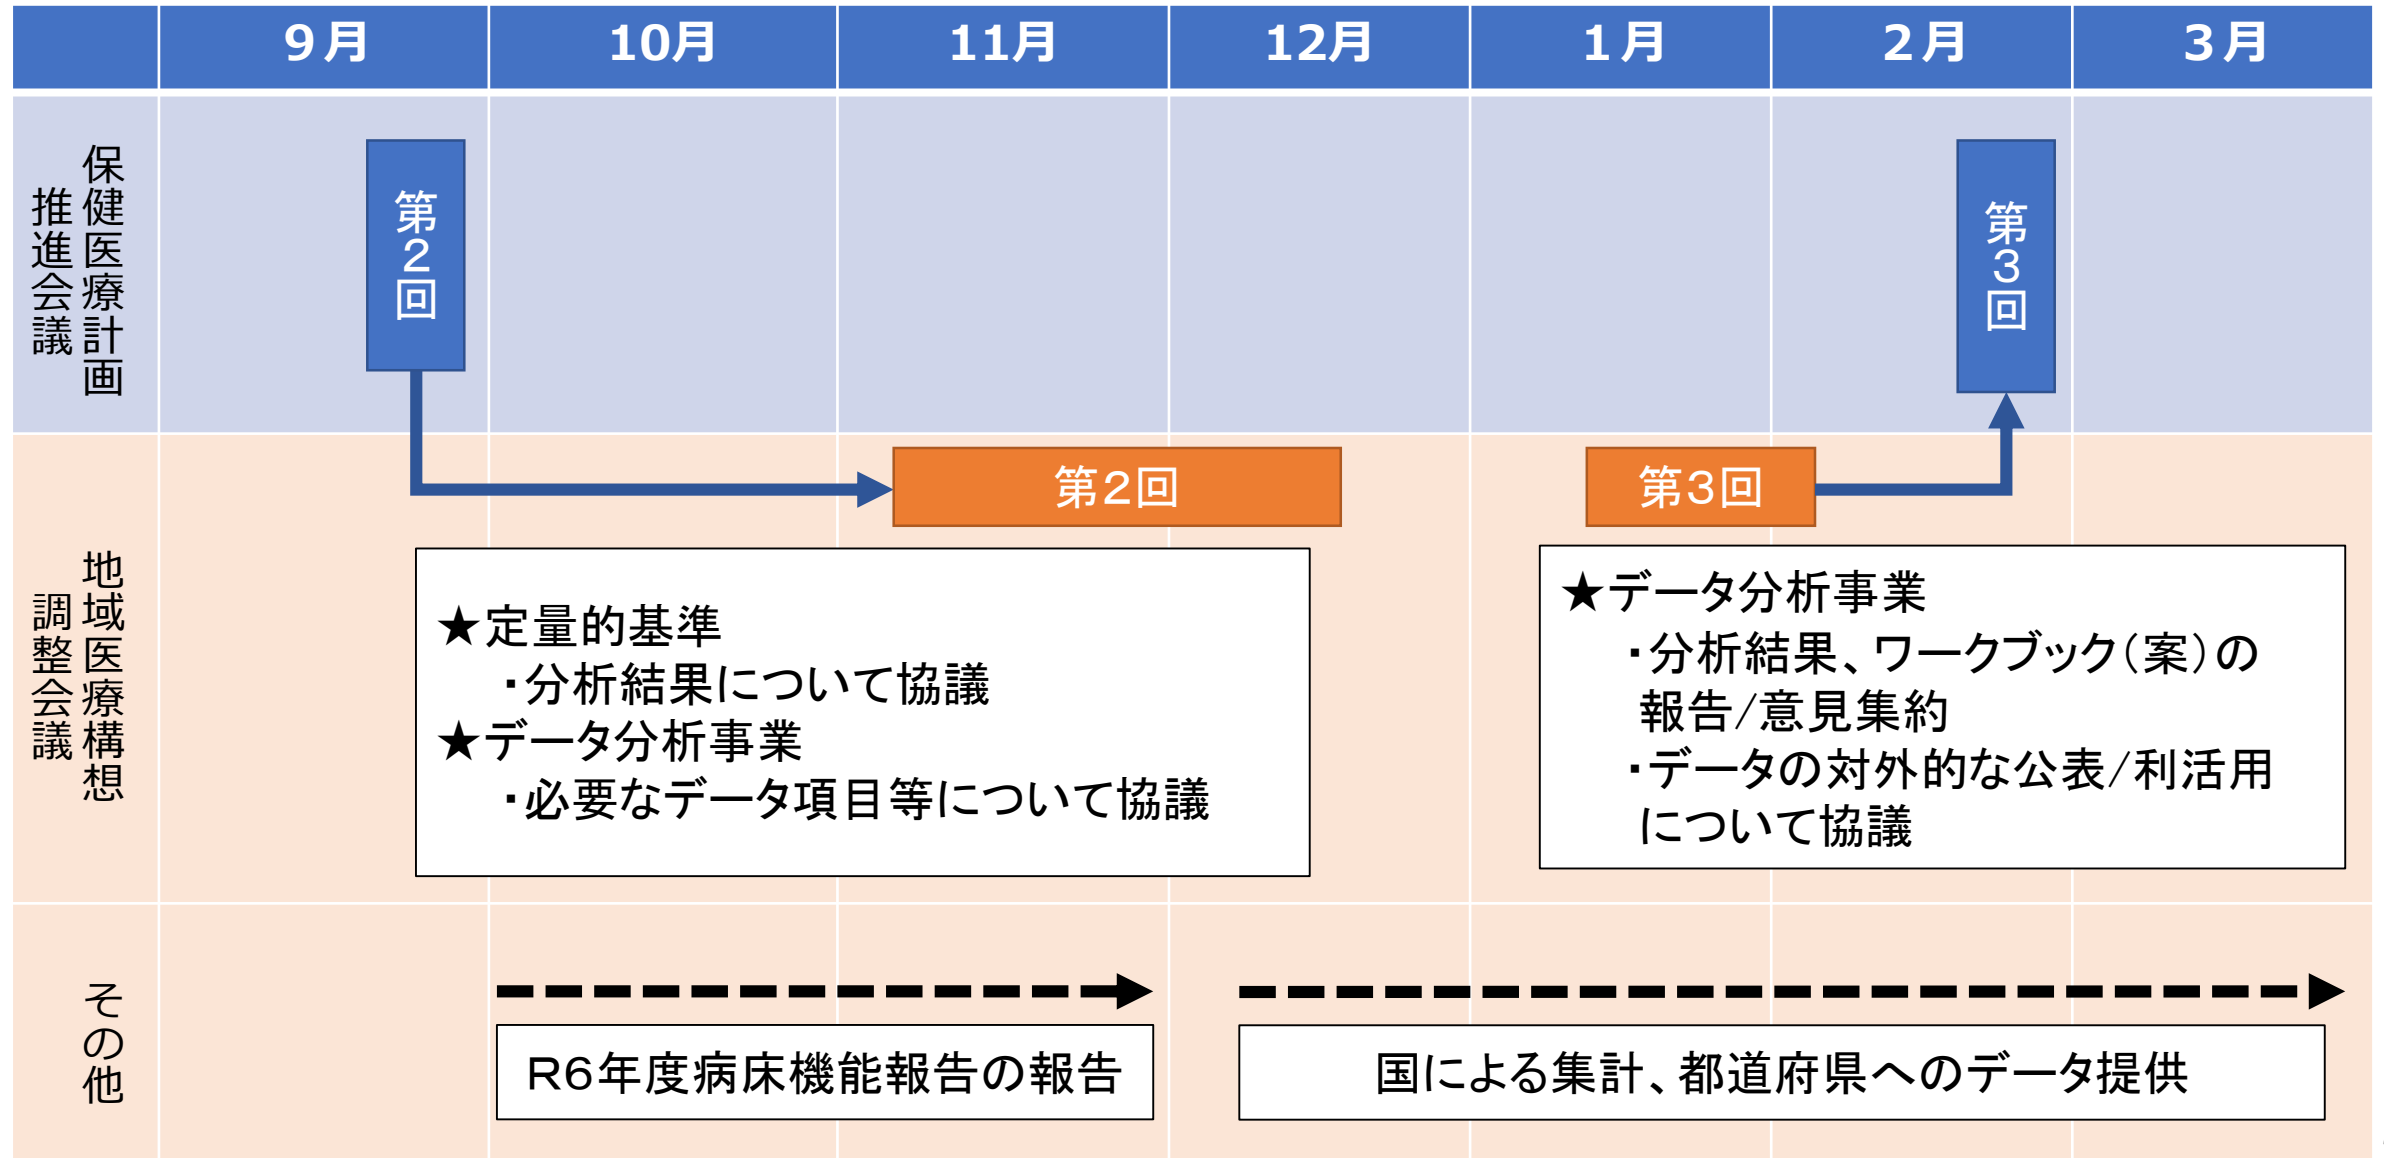 ９月
10月
11月
12月
１月
２月
３月
保健医療計画
推進会議
第２回
第３回
地域医療構想
調整会議
第２回
第３回
★定量的基準
・分析結果について協議
★データ分析事業
・必要なデータ項目等について協議
★データ分析事業
・分析結果、ワークブック（案）の
報告/意見集約
・データの対外的な公表/利活用
について協議
その他
Ｒ６年度病床機能報告の報告
国による集計、都道府県へのデータ提供